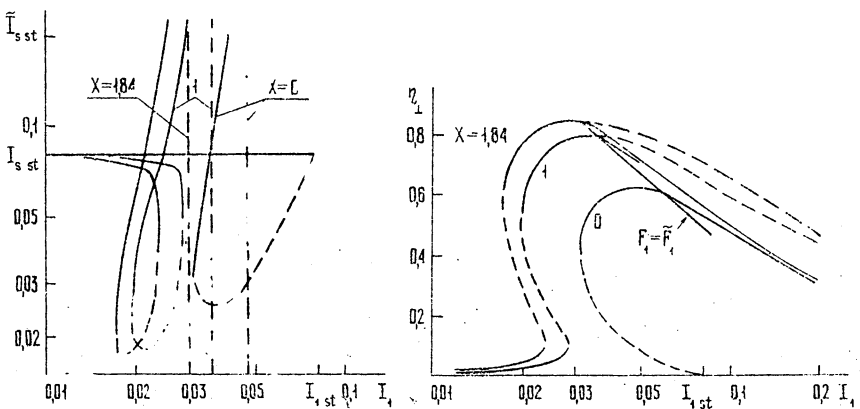 Ĩs st
X=1,84
1
X=0
0,1
Is st
0,05
0,03
0,02
0,01 0,02 0,03 0,05 I1 st 0,1 I1
η⊥
0,8
X=1,84
1
0,6
0
F1=F̃1
0,4
0,2
0,01 0,02 0,03 0,05 I1st 0,1 0,2 I1